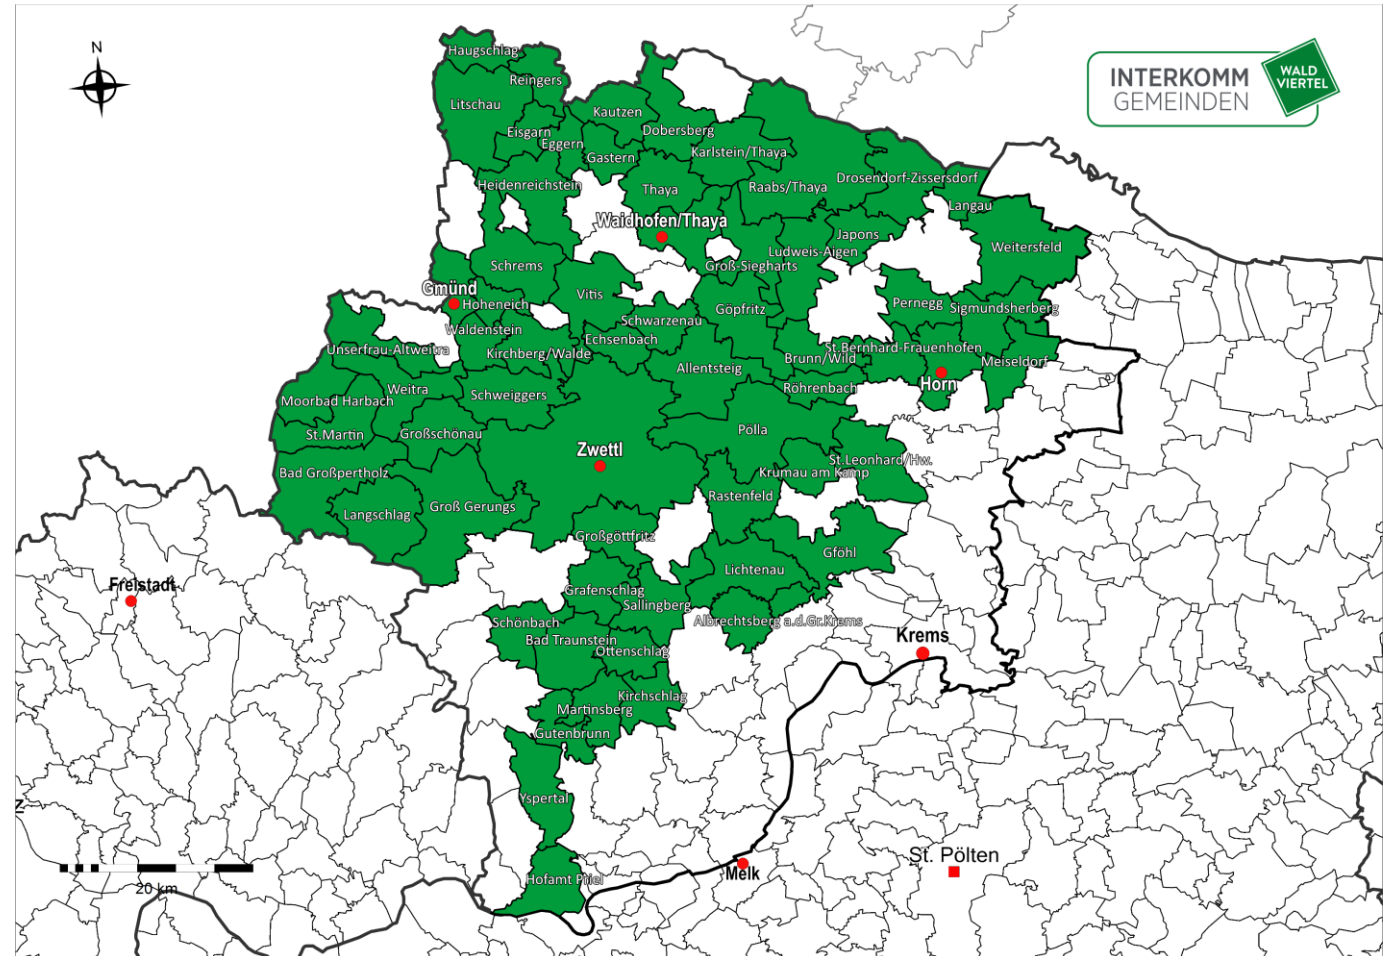 N
INTERKOMM
GEMEINDEN
WALD
VIERTEL
Haugschlag
Reingers
Litschau
Kautzen
Eisgarn
Dobersberg
Eggern
Gastern
Karlstein/Thaya
Heidenreichstein
Thaya
Raabs/Thaya
Drosendorf-Zissersdorf
Langau
Waidhofen/Thaya
Japons
Weitersfeld
Ludweis-Aigen
Schrems
Groß-Siegharts
Gmünd
Hoheneich
Vitis
Göpfritz
Pernegg
Sigmundsherberg
Schwarzenau
Waldenstein
Echsenbach
Unserfrau-Altweitra
Kirchberg/Walde
St.Bernhard-Frauenhofen
Brunn/Wild
Meiseldorf
Allentsteig
Horn
Röhrenbach
Weitra
Schweiggers
Moorbad Harbach
St.Martin
Großschönau
Pölla
Zwettl
St.Leonhard/Hw.
Krumau am Kamp
Bad Großpertholz
Rastenfeld
Groß Gerungs
Langschlag
Großgöttfritz
Gföhl
Lichtenau
Freistadt
Grafenschlag
Sallingberg
Schönbach
Albrechtsberg a.d.Gr.Krems
Bad Traunstein
Krems
Ottenschlag
Kirchschlag
Martinsberg
Gutenbrunn
Yspertal
Z
St. Pölten
Melk
Hofamt Priel
20 km